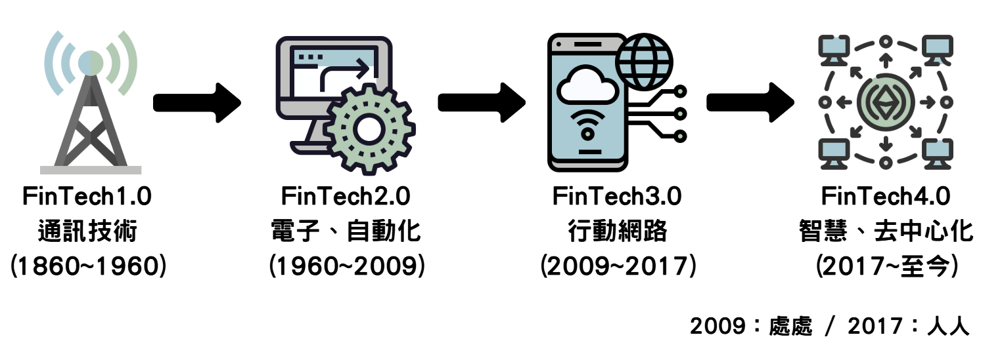 FinTech1.0
通訊技術
(1860~1960)
FinTech2.0
電子、自動化
(1960~2009)
FinTech3.0
行動網路
(2009~2017)
FinTech4.0
智慧、去中心化
(2017~至今)
2009：處處 / 2017：人人